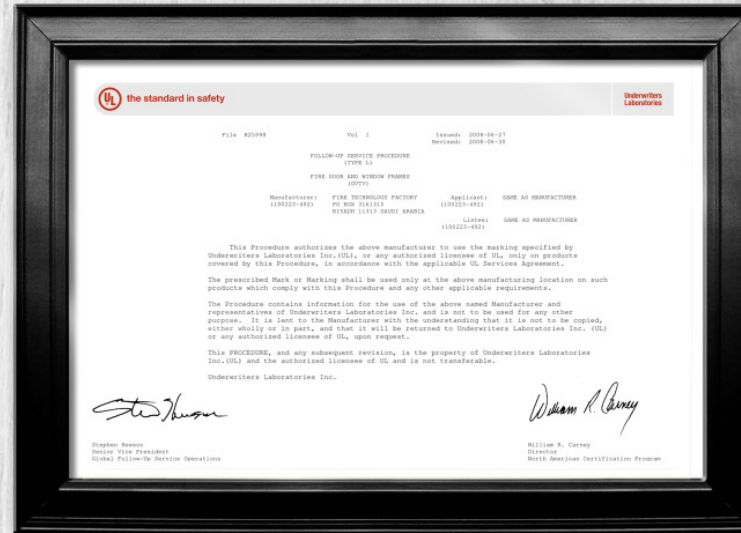 UL the standard in safety
Underwriters
Laboratories
File R25998 Vol 1 Issued: 2008-06-27
Revised: 2008-06-30
FOLLOW-UP SERVICE PROCEDURE
(TYPE L)
FIRE DOOR AND WINDOW FRAMES
(GVTV)
Manufacturer: FIRE TECHNOLOGY FACTORY Applicant: SAME AS MANUFACTURER
(100223-492) PO BOX (100223-492)
RIYADH 11313 SAUDI ARABIA
Listee: SAME AS MANUFACTURER
(100223-492)
This Procedure authorizes the above manufacturer to use the marking specified by
Underwriters Laboratories Inc.(UL), or any authorized licensee of UL, only on products
covered by this Procedure, in accordance with the applicable UL Services Agreement.
The prescribed Mark or Marking shall be used only at the above manufacturing location on such
products which comply with this Procedure and any other applicable requirements.
The Procedure contains information for the use of the above named Manufacturer and
representatives of Underwriters Laboratories Inc. and is not to be used for any other
purpose. It is lent to the Manufacturer with the understanding that it is not to be copied,
either wholly or in part, and that it will be returned to Underwriters Laboratories Inc. (UL)
or any authorized licensee of UL, upon request.
This PROCEDURE, and any subsequent revision, is the property of Underwriters Laboratories
Inc.(UL) and the authorized licensee of UL and is not transferable.
Underwriters Laboratories Inc.
William R. Carney
Stephen Hewson William R. Carney
Senior Vice President Director
Global Follow-Up Service Operations North American Certification Program